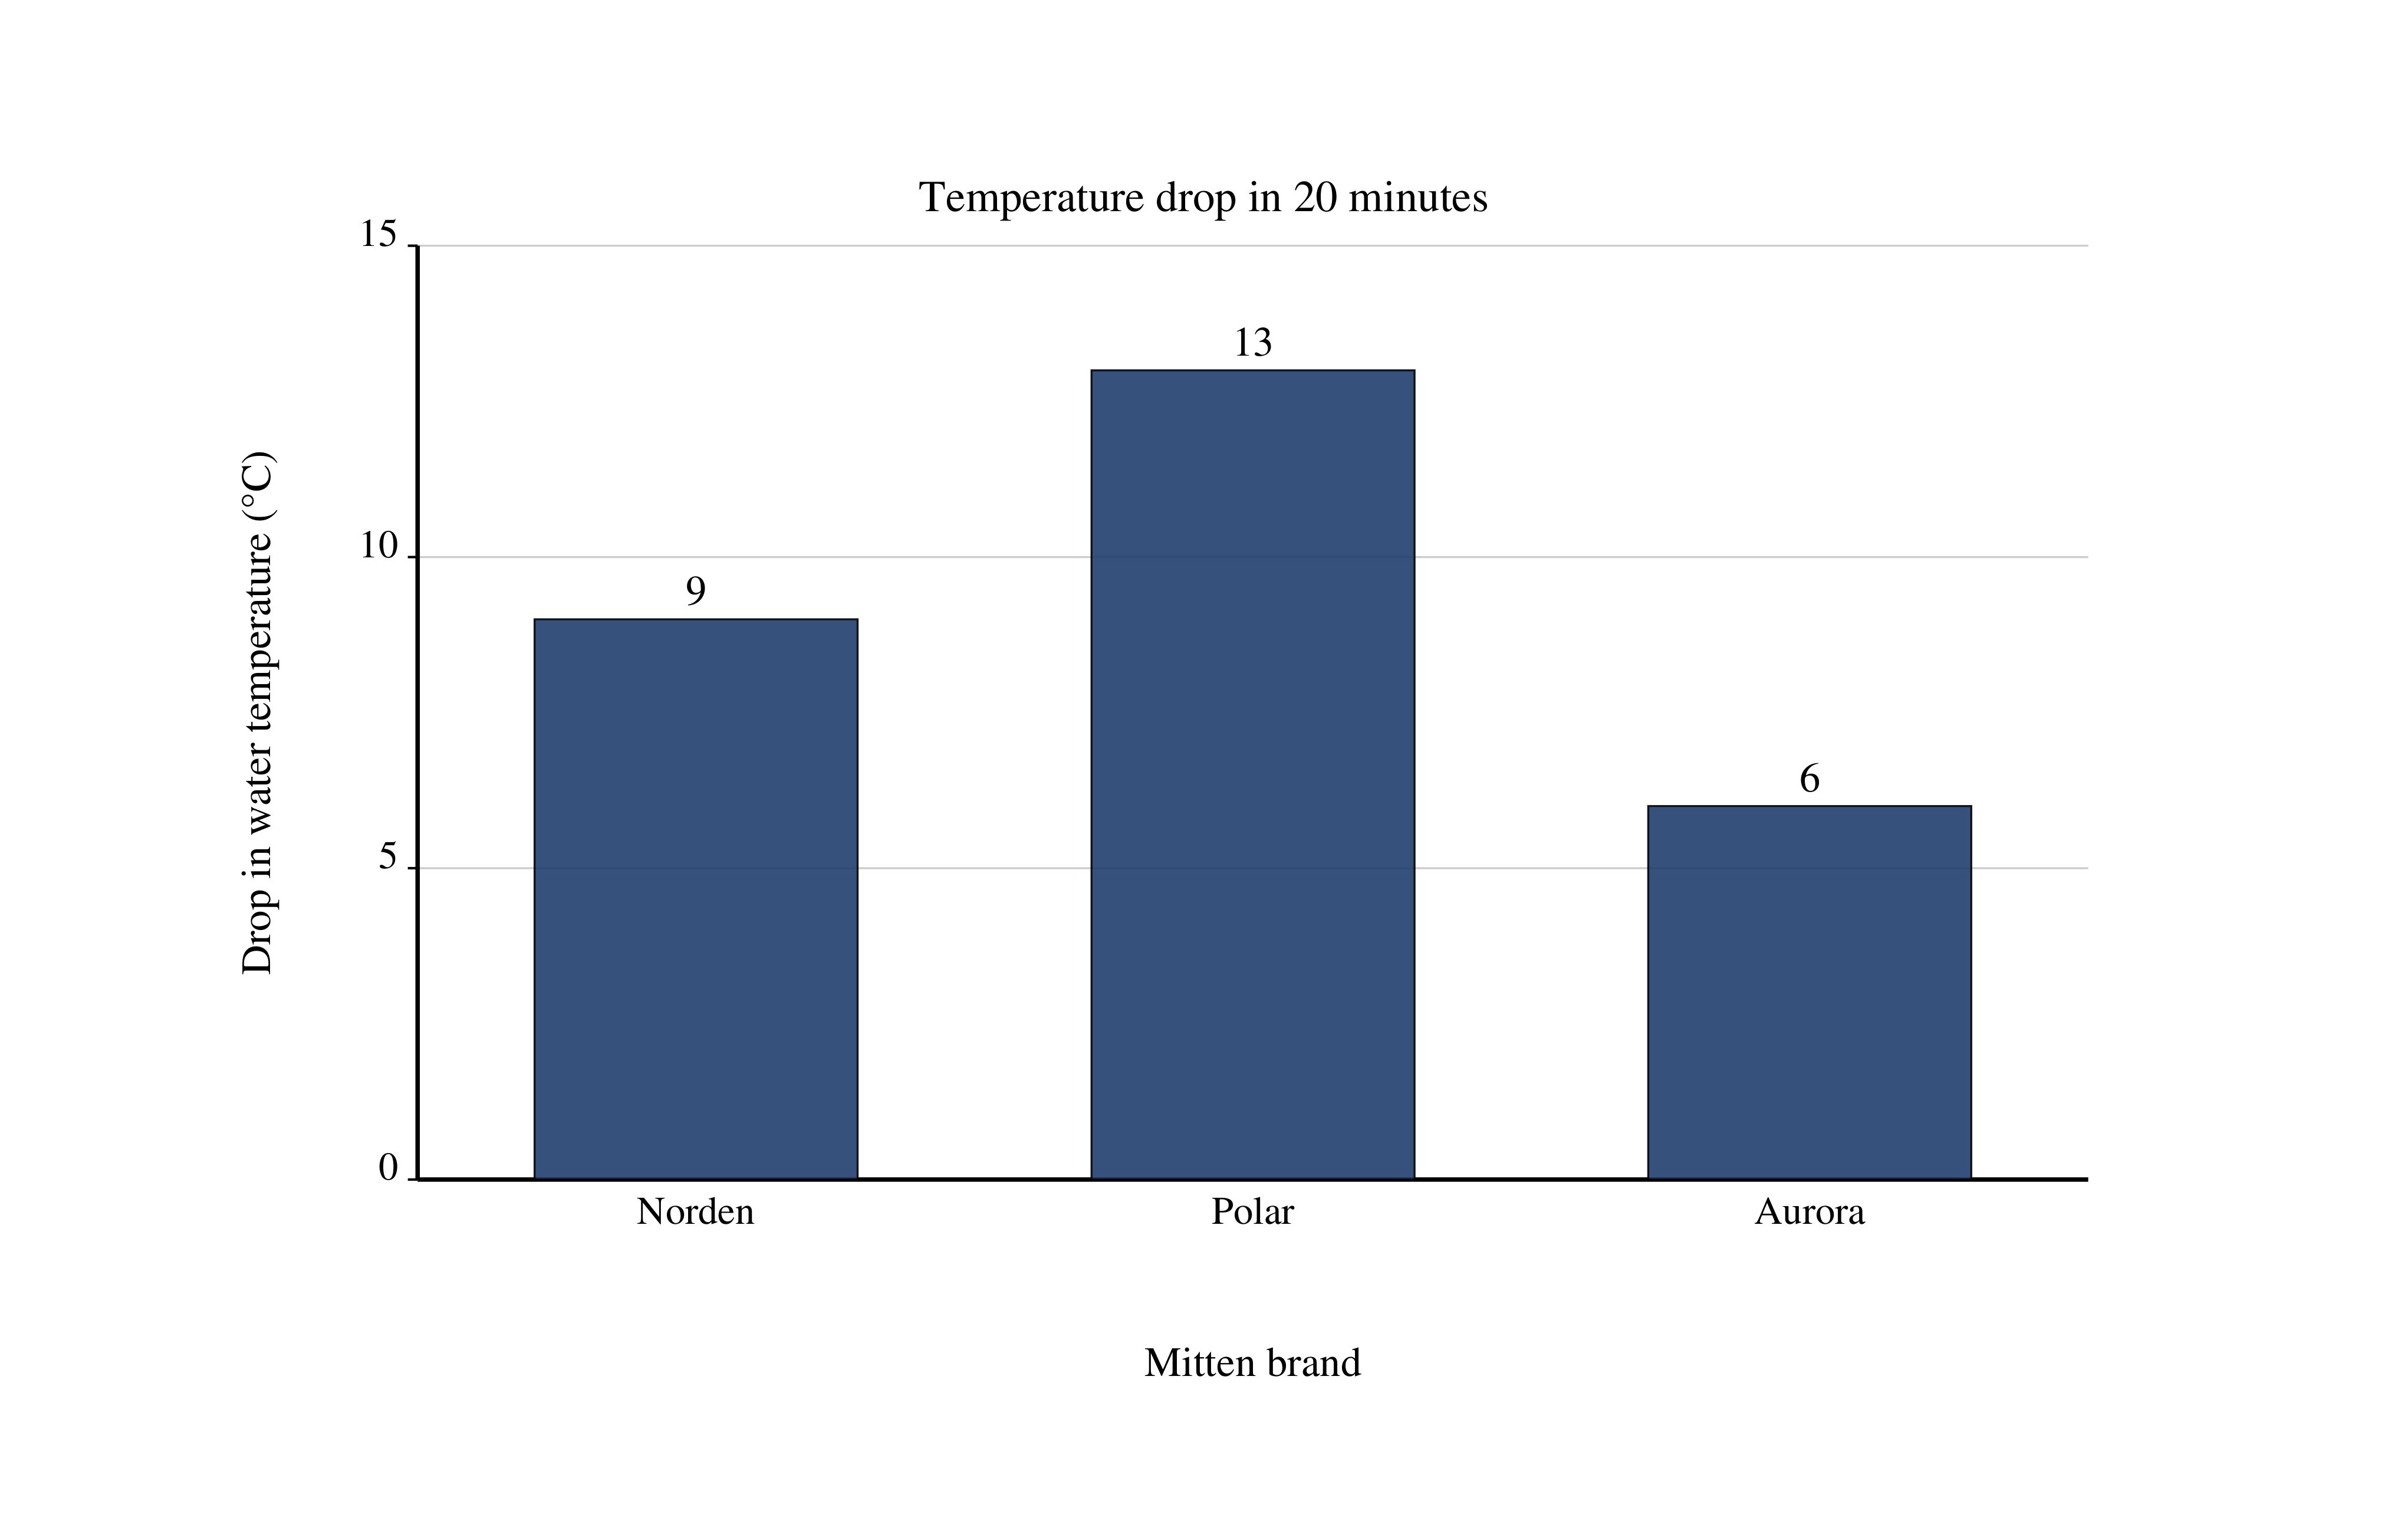 Temperature drop in 20 minutes
Drop in water temperature (°C)
15
10
5
0
9
13
6
Norden
Polar
Aurora
Mitten brand